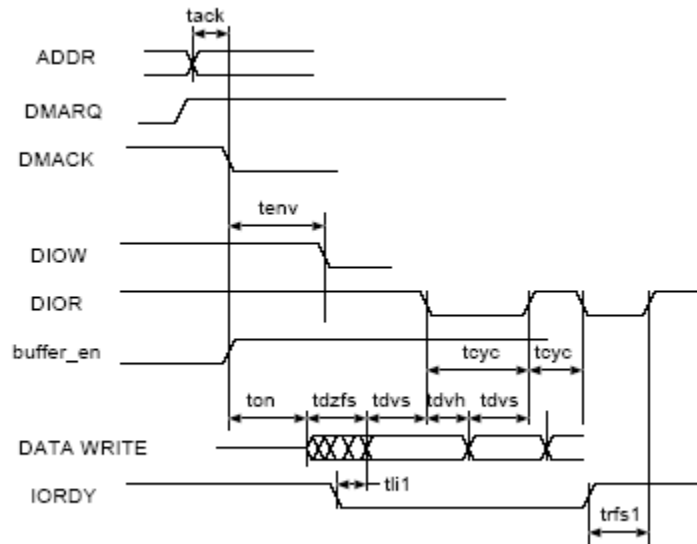 tack
ADDR
DMARQ
DMACK
tenv
DIOW
DIOR
buffer_en
tcyc tcyc
ton tdzfs tdvs tdvh tdvs
DATA WRITE
tli1
IORDY
trfs1